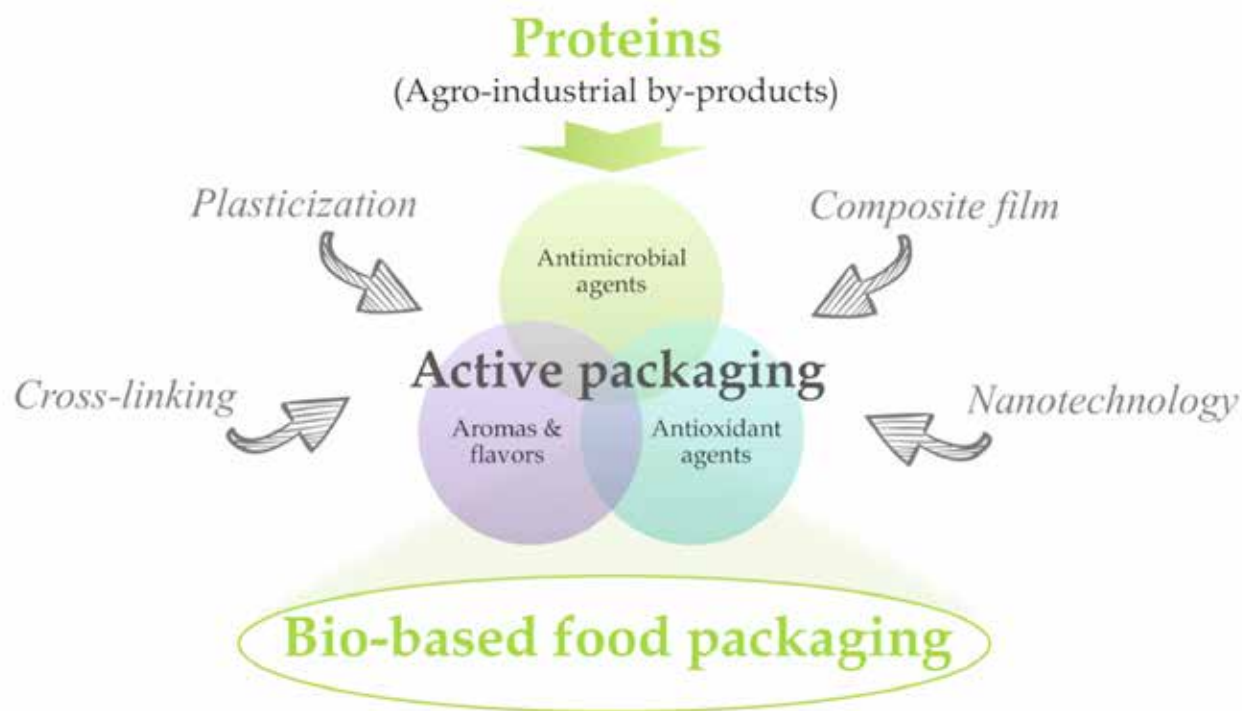 Proteins
(Agro-industrial by-products)
Plasticization
Composite film
Antimicrobial
agents
Active packaging
Cross-linking
Nanotechnology
Aromas &
flavors
Antioxidant
agents
Bio-based food packaging